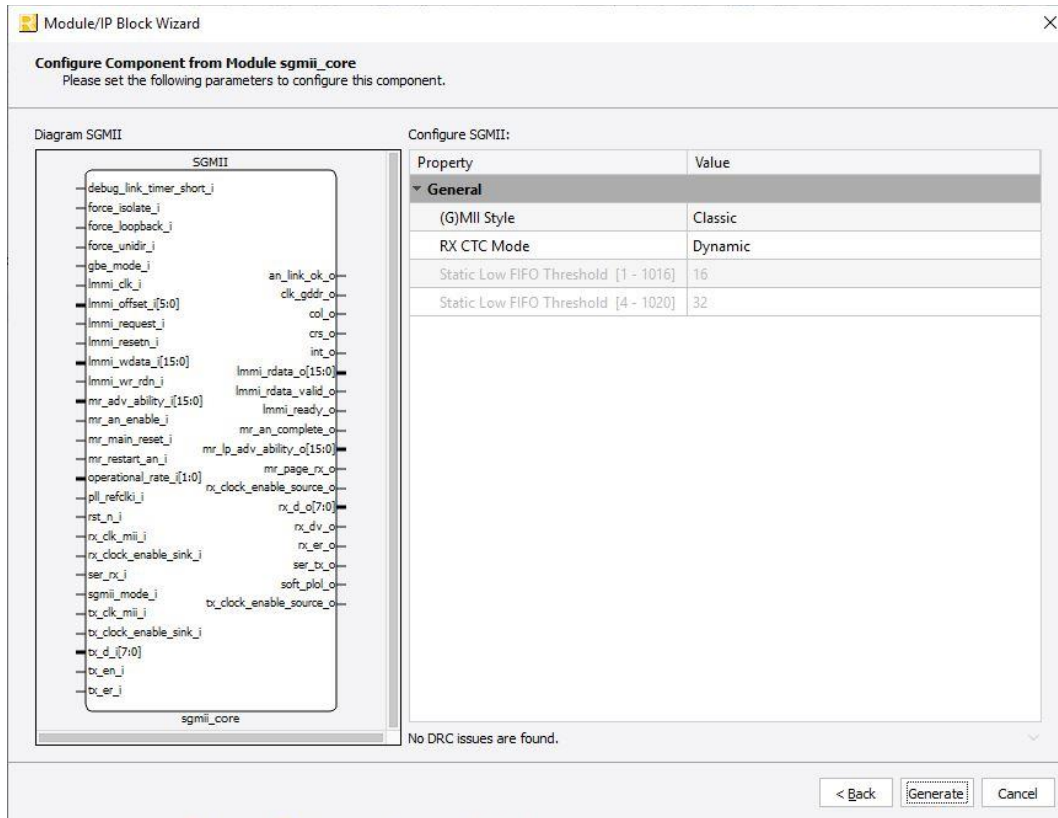 Module/IP Block Wizard
Configure Component from Module sgmii_core
Please set the following parameters to configure this component.
Diagram SGMII
SGMII
debug_link_timer_short_i
force_isolate_i
force_loopback_i
force_unidir_i
gbe_mode_i
lmmi_clk_i
lmmi_offset_i[5:0]
lmmi_request_i
lmmi_resetn_i
lmmi_wdata_i[15:0]
lmmi_wr_rdn_i
mr_adv_ability_i[15:0]
mr_an_enable_i
mr_main_reset_i
mr_restart_an_i
operational_rate_i[1:0]
pll_refclki_i
rst_n_i
rx_clk_mii_i
rx_clock_enable_sink_i
ser_rx_i
sgmii_mode_i
tx_clk_mii_i
tx_clock_enable_sink_i
tx_d_i[7:0]
tx_en_i
tx_er_i
an_link_ok_o
clk_gddr_o
col_o
crs_o
int_o
lmmi_rdata_o[15:0]
lmmi_rdata_valid_o
lmmi_ready_o
mr_an_complete_o
mr_lp_adv_ability_o[15:0]
mr_page_rx_o
rx_clock_enable_source_o
rx_d_o[7:0]
rx_dv_o
rx_er_o
ser_tx_o
soft_plol_o
tx_clock_enable_source_o
sgmii_core
Configure SGMII:
Property Value
General
(G)MII Style Classic
RX CTC Mode Dynamic
Static Low FIFO Threshold [1 - 1016] 16
Static Low FIFO Threshold [4 - 1020] 32
No DRC issues are found.
< Back Generate Cancel